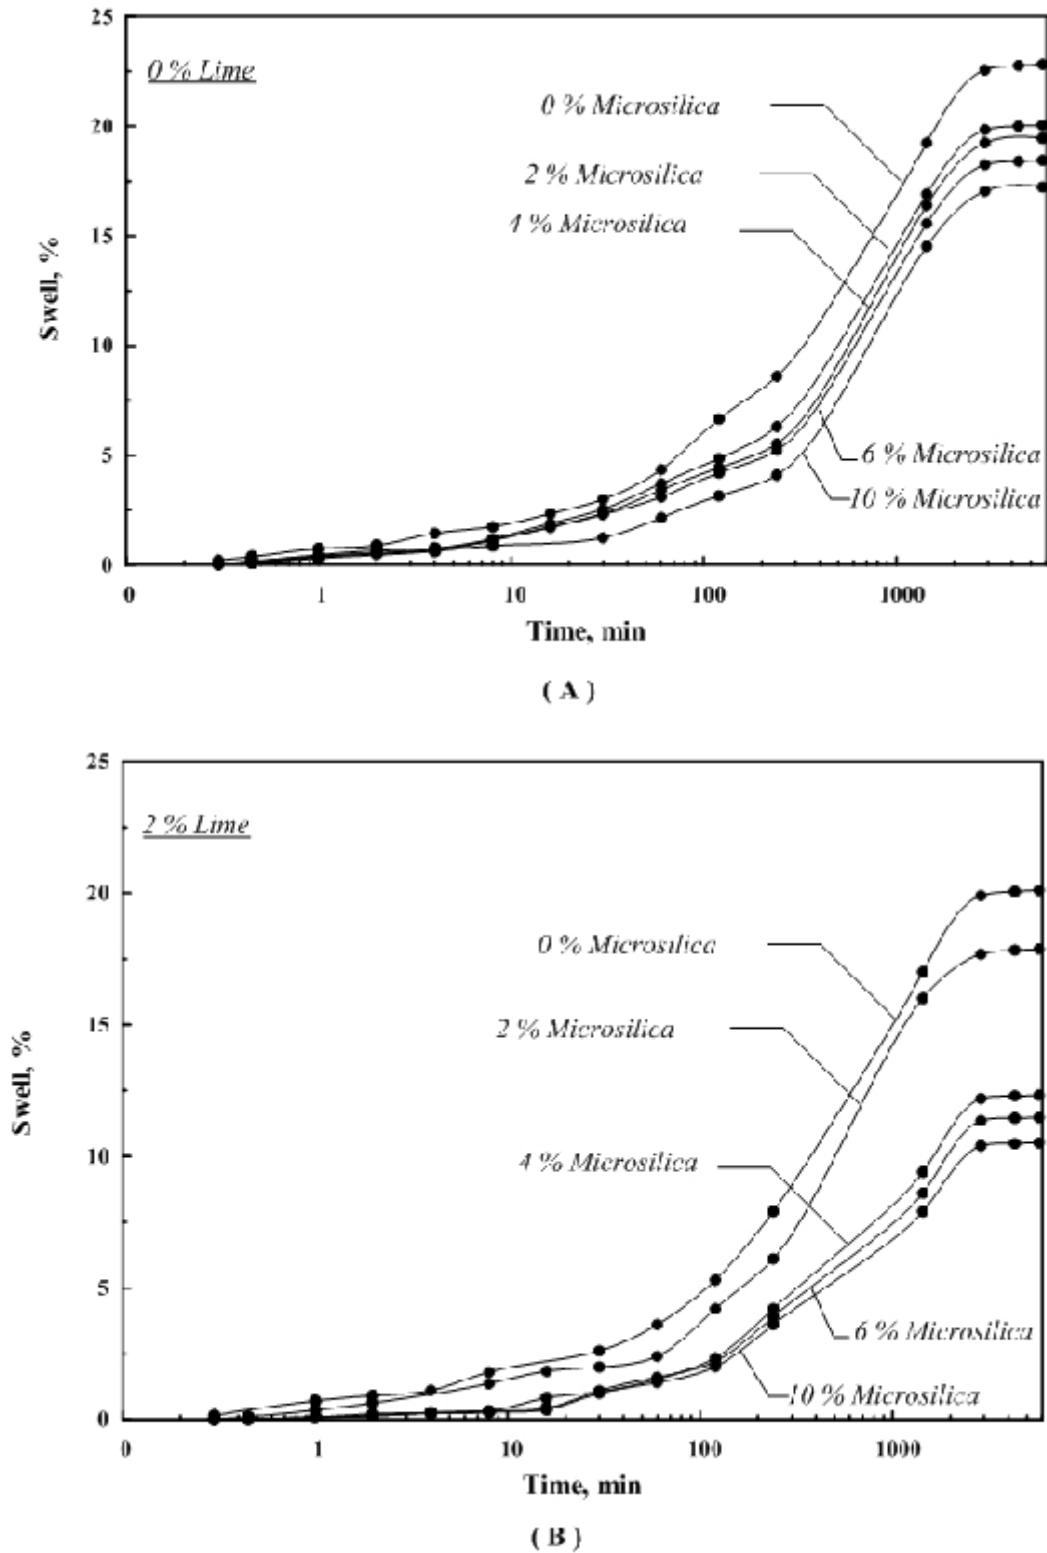 25
0 % Lime
0 % Microsilica
20
2 % Microsilica
4 % Microsilica
15
Swell, %
10
5
6 % Microsilica
10 % Microsilica
0
0 1 10 100 1000
Time, min
( A )
25
2 % Lime
20
0 % Microsilica
15
2 % Microsilica
Swell, %
10
4 % Microsilica
5
6 % Microsilica
10 % Microsilica
0
0 1 10 100 1000
Time, min
( B )